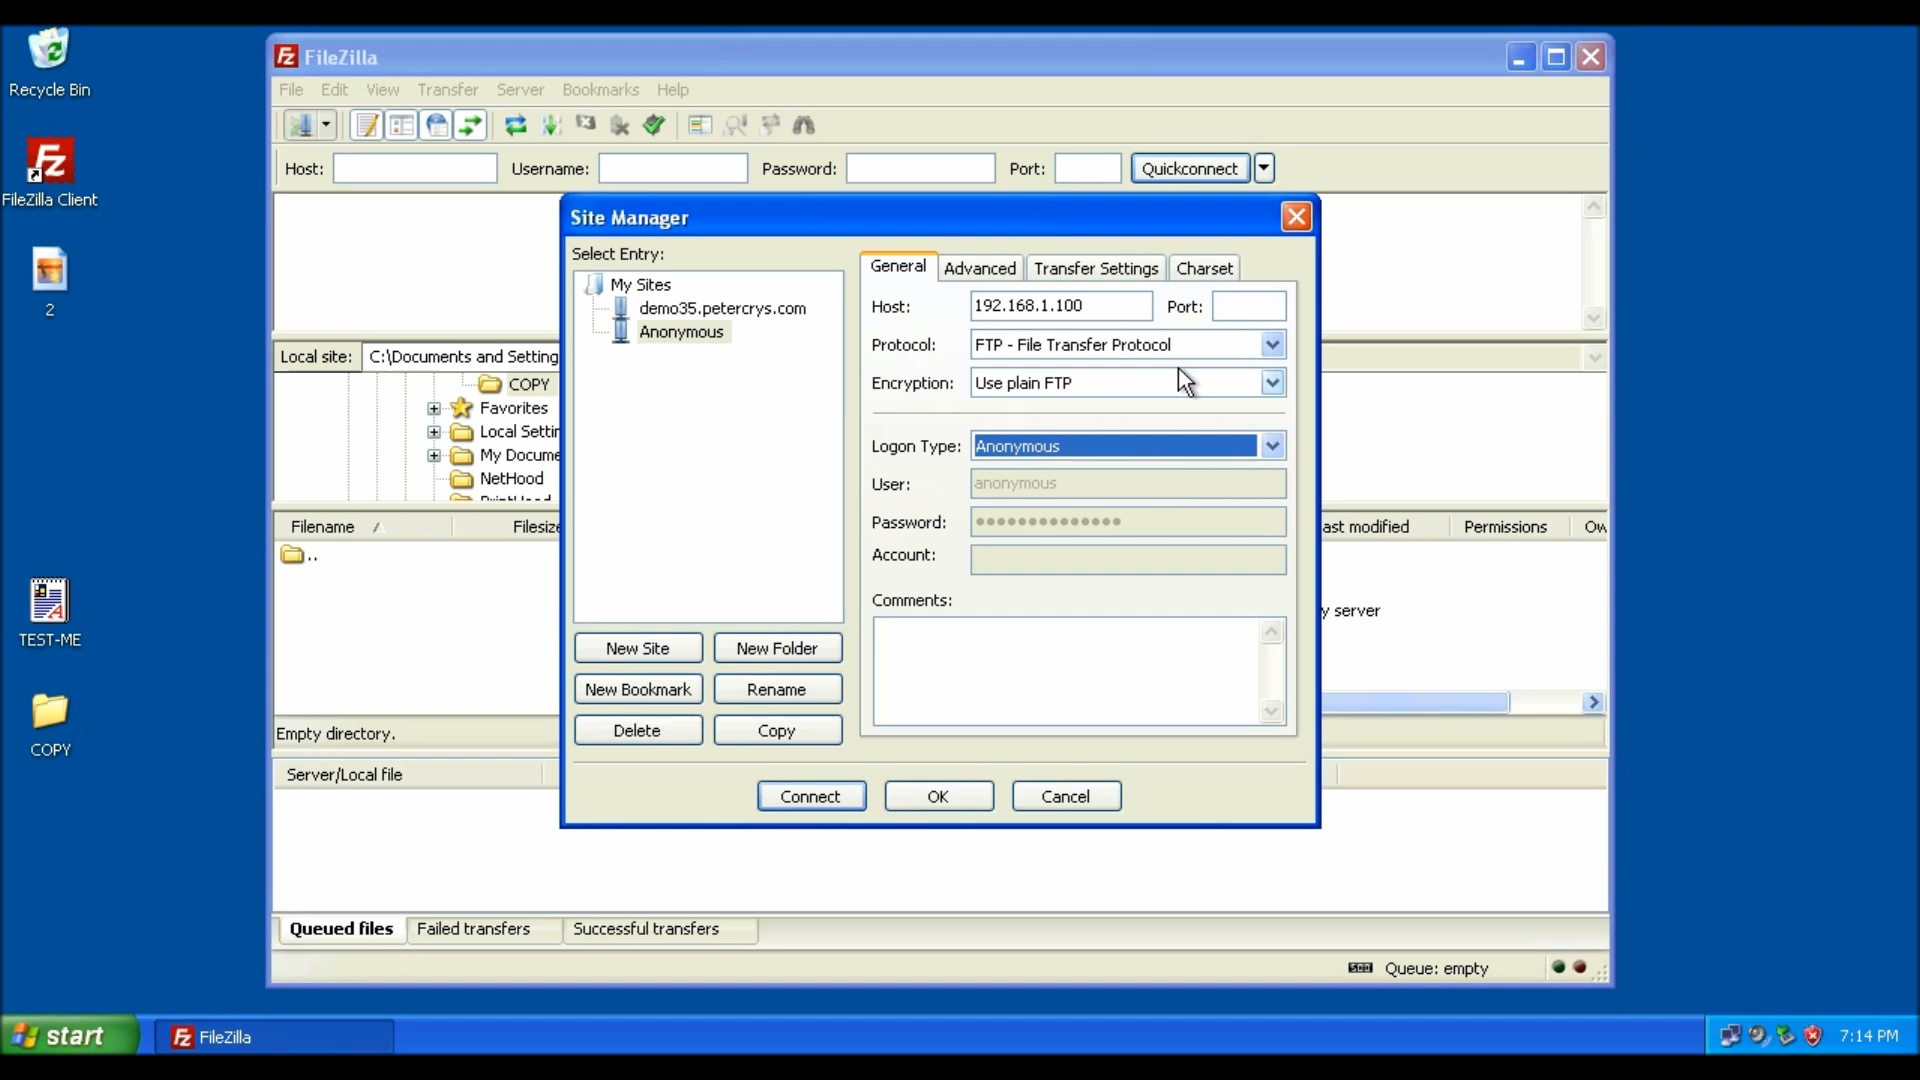 Recycle Bin
FileZilla Client
2
TEST-ME
COPY
FileZilla
File Edit View Transfer Server Bookmarks Help
Host: Username: Password: Port: Quickconnect
Local site: C:\Documents and Setting
COPY
Favorites
Local Settin
My Docume
NetHood
Filename Filesize
..
Empty directory.
ast modified Permissions Ow
y server
Site Manager
Select Entry:
My Sites
demo35.petercrys.com
Anonymous
New Site New Folder
New Bookmark Rename
Delete Copy
General Advanced Transfer Settings Charset
Host: 192.168.1.100 Port:
Protocol: FTP - File Transfer Protocol
Encryption: Use plain FTP
Logon Type: Anonymous
User: anonymous
Password: ••••••••••••••
Account:
Comments:
Connect OK Cancel
Server/Local file
Queued files Failed transfers Successful transfers
Queue: empty
start FileZilla 7:14 PM